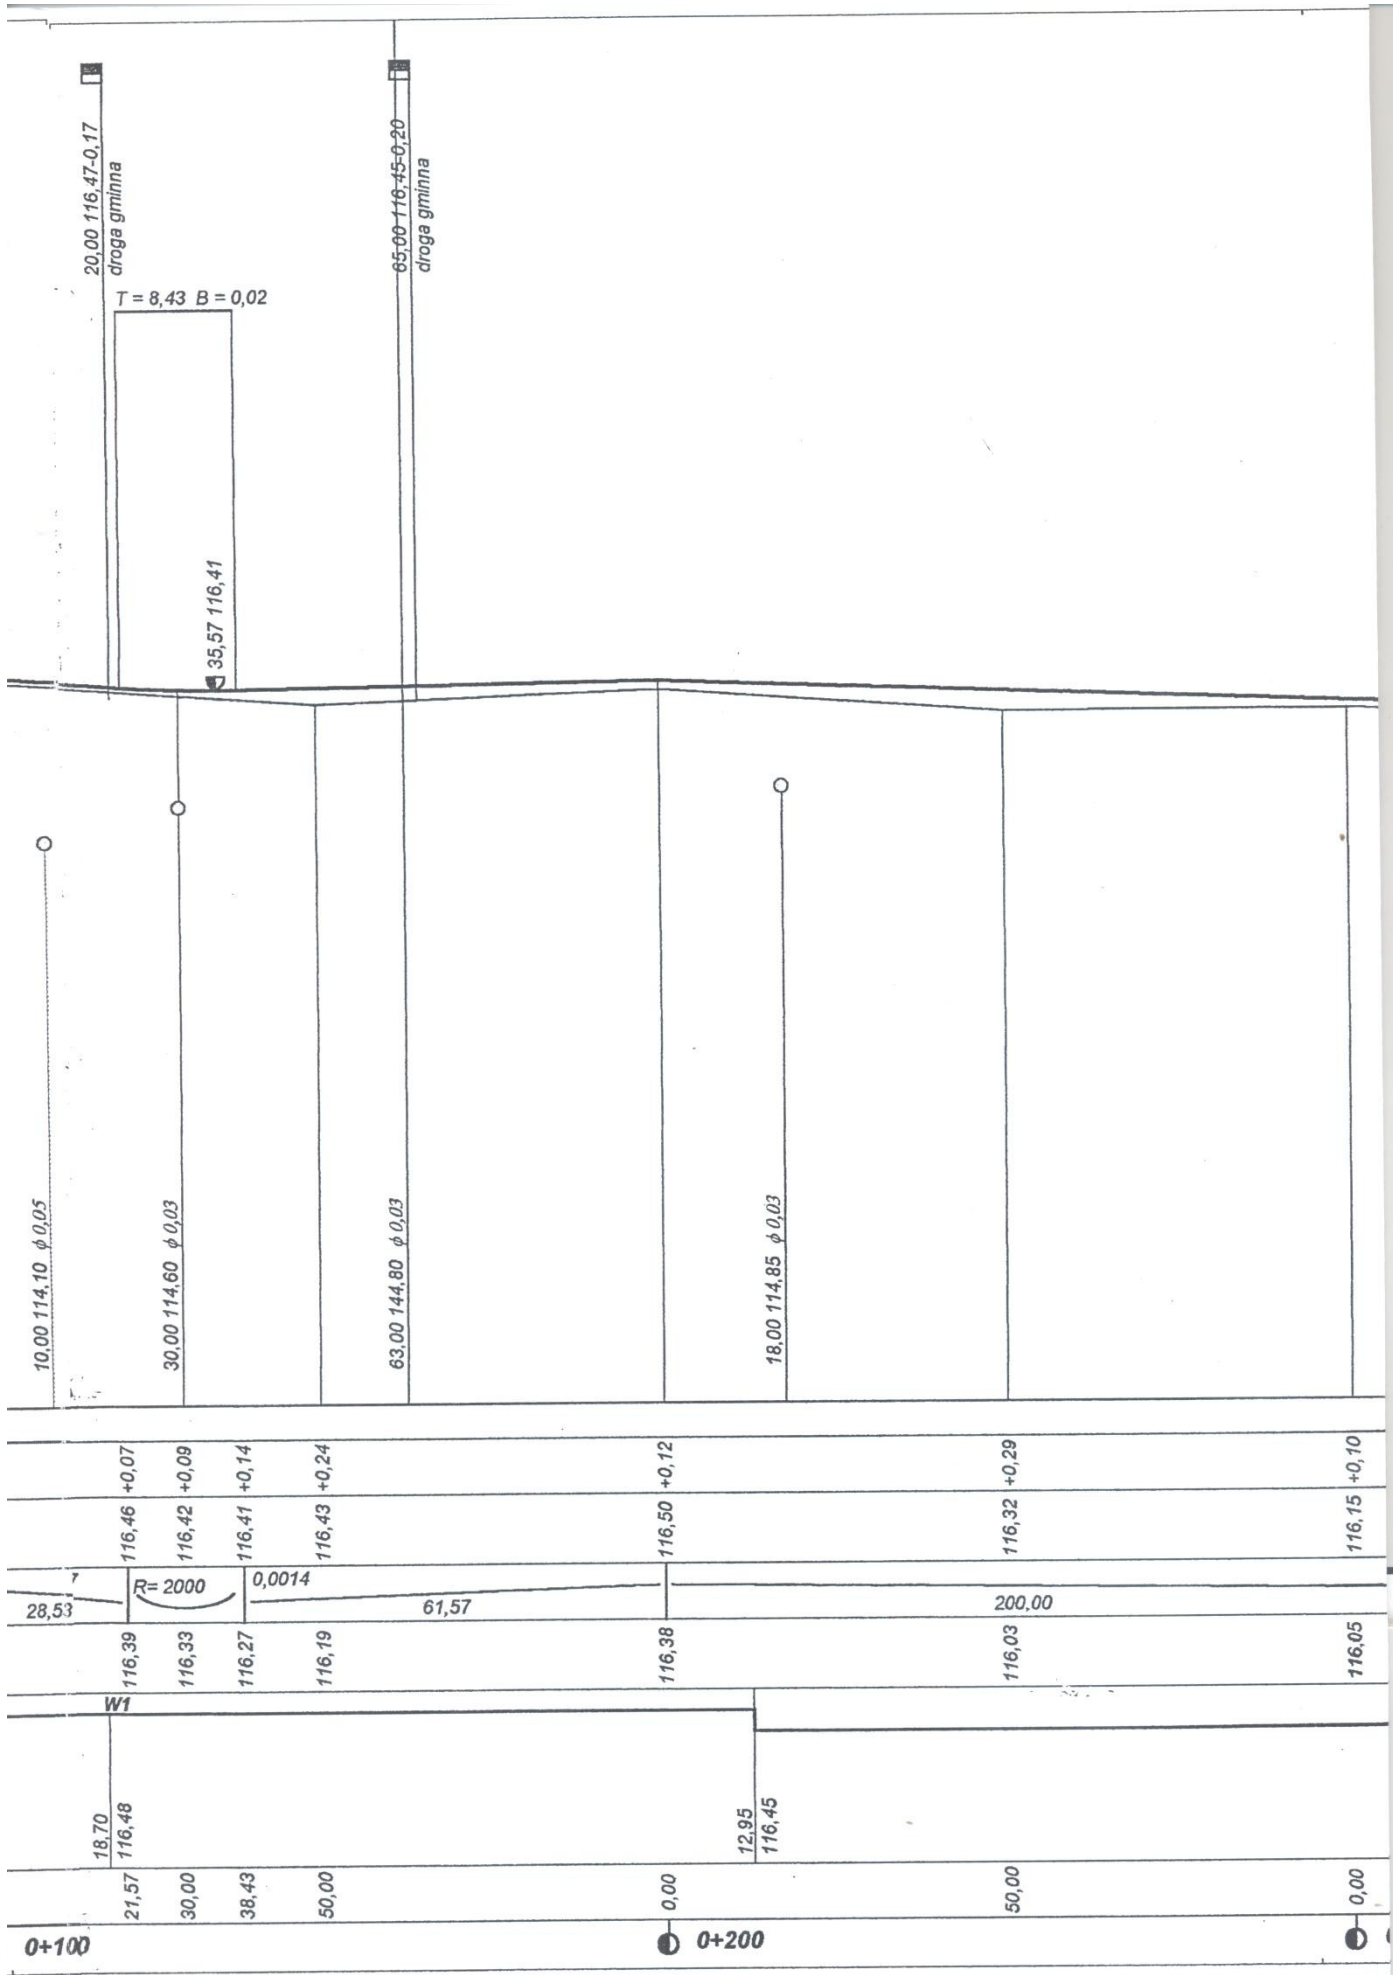 20,00 116,47-0,17
droga gminna
65,00 116,45-0,20
droga gminna
T = 8,43 B = 0,02
35,57 116,41
10,00 114,10 ϕ 0,05
30,00 114,60 ϕ 0,03
63,00 144,80 ϕ 0,03
18,00 114,85 ϕ 0,03
+0,07 +0,09 +0,14 +0,24 +0,12 +0,29 +0,10
116,46 116,42 116,41 116,43 116,50 116,32 116,15
R= 2000 0,0014
28,53 61,57 200,00
116,39 116,33 116,27 116,19 116,38 116,03 116,05
W1
18,70
116,48
12,95
116,45
21,57 30,00 38,43 50,00 0,00 50,00 0,00
0+100 0+200